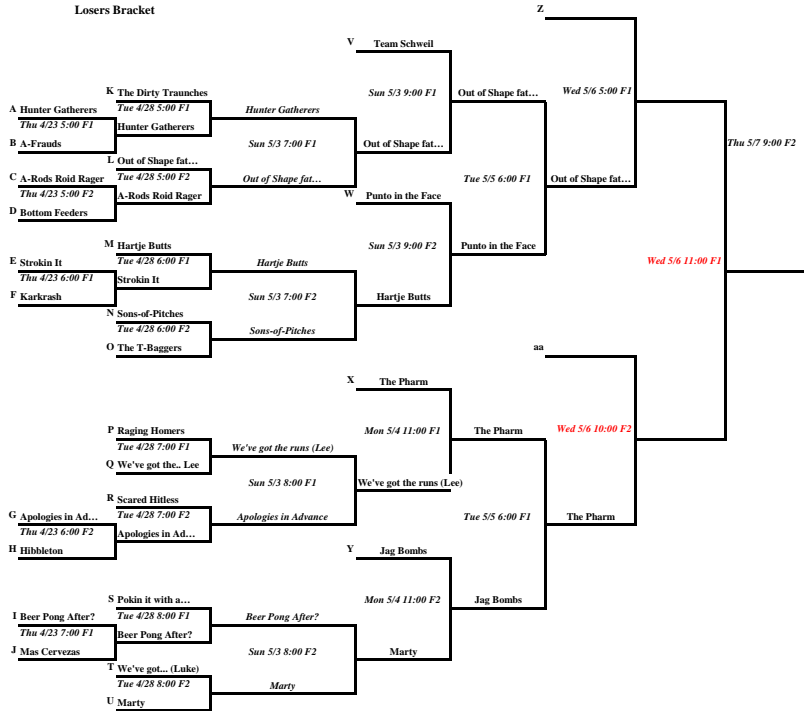 Losers Bracket
Z
V Team Schweil
K The Dirty Traunches
Sun 5/3 9:00 F1
Out of Shape fat...
Wed 5/6 5:00 F1
A Hunter Gatherers
Tue 4/28 5:00 F1
Hunter Gatherers
Thu 4/23 5:00 F1
Hunter Gatherers
B A-Frauds
Sun 5/3 7:00 F1
Out of Shape fat...
Thu 5/7 9:00 F2
L Out of Shape fat...
C A-Rods Roid Rager
Tue 4/28 5:00 F2
Out of Shape fat...
Tue 5/5 6:00 F1
Out of Shape fat...
Thu 4/23 5:00 F2
A-Rods Roid Rager
W Punto in the Face
D Bottom Feeders
M Hartje Butts
Sun 5/3 9:00 F2
Punto in the Face
E Strokin It
Tue 4/28 6:00 F1
Hartje Butts
Wed 5/6 11:00 F1
Thu 4/23 6:00 F1
Strokin It
F Karkrash
Sun 5/3 7:00 F2
Hartje Butts
N Sons-of-Pitches
Tue 4/28 6:00 F2
Sons-of-Pitches
O The T-Baggers
aa
X The Pharm
P Raging Homers
Mon 5/4 11:00 F1
The Pharm
Wed 5/6 10:00 F2
Tue 4/28 7:00 F1
We've got the runs (Lee)
Q We've got the.. Lee
Sun 5/3 8:00 F1
We've got the runs (Lee)
R Scared Hitless
G Apologies in Ad...
Tue 4/28 7:00 F2
Apologies in Advance
Tue 5/5 6:00 F1
The Pharm
Thu 4/23 6:00 F2
Apologies in Ad...
H Hibbleton
Y Jag Bombs
S Pokin it with a...
Mon 5/4 11:00 F2
Jag Bombs
I Beer Pong After?
Tue 4/28 8:00 F1
Beer Pong After?
Thu 4/23 7:00 F1
Beer Pong After?
J Mas Cervezas
Sun 5/3 8:00 F2
Marty
T We've got... (Luke)
Tue 4/28 8:00 F2
Marty
U Marty